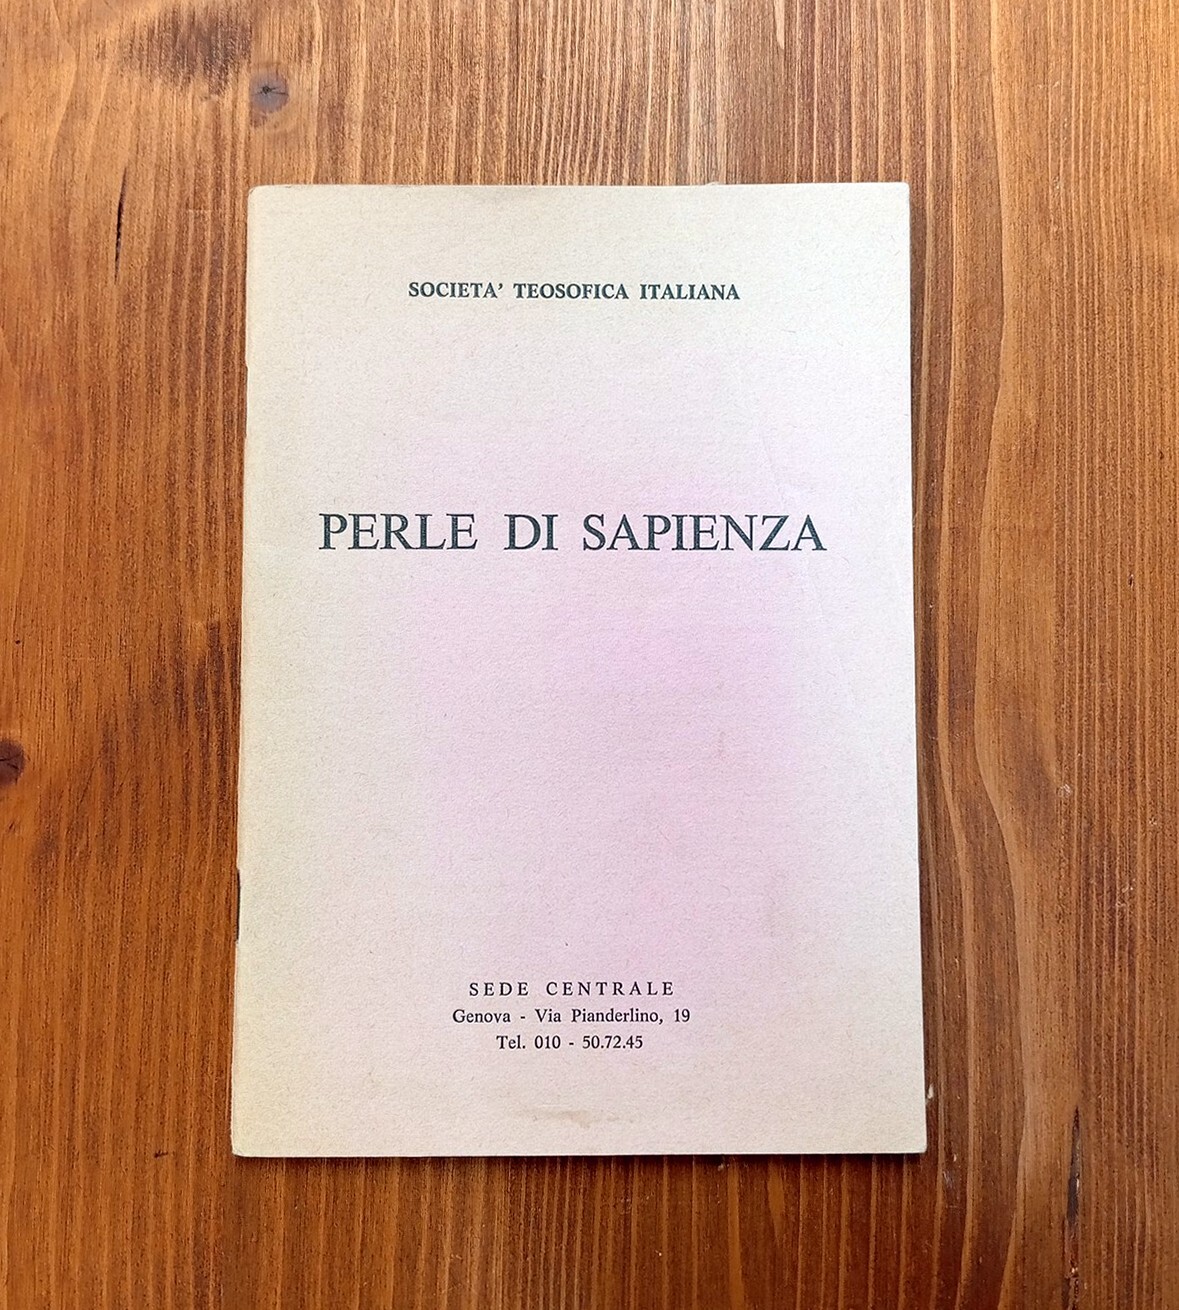 SOCIETA' TEOSOFICA ITALIANA
PERLE DI SAPIENZA
SEDE CENTRALE
Genova - Via Pianderlino, 19
Tel. 010 - 50.72.45